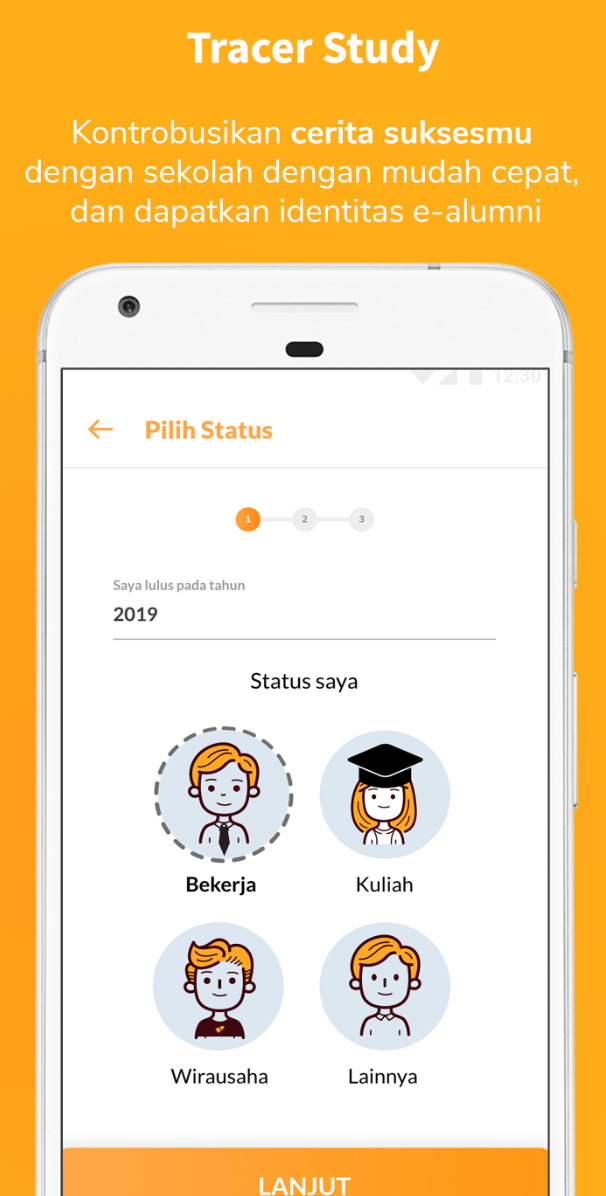 Tracer Study
Kontrobusikan cerita suksesmu
dengan sekolah dengan mudah cepat,
dan dapatkan identitas e-alumni
12:30
Pilih Status
1 2 3
Saya lulus pada tahun
2019
Status saya
Bekerja Kuliah
Wirausaha Lainnya
LANJUT